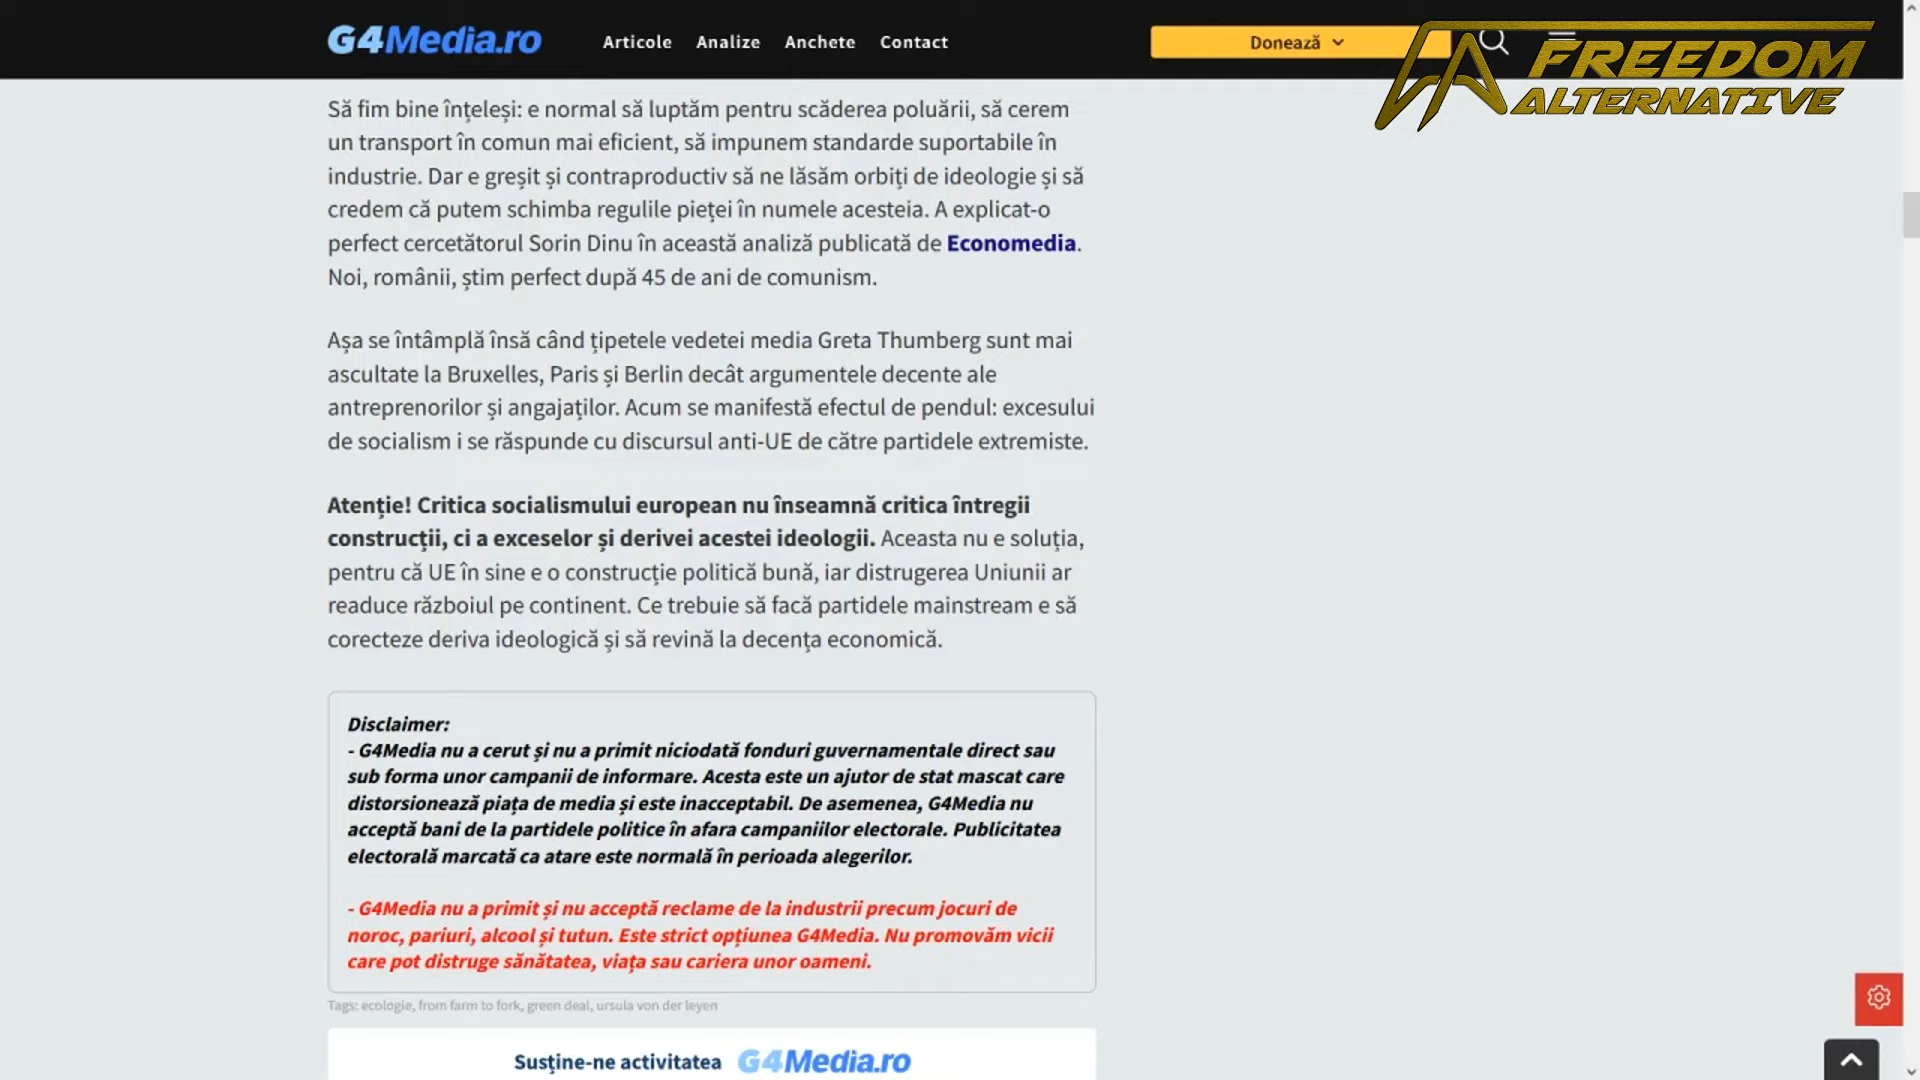 G4Media.ro
Articole Analize Anchete Contact
Donează
FREEDOM
ALTERNATIVE
Să fim bine înțeleși: e normal să luptăm pentru scăderea poluării, să cerem
un transport în comun mai eficient, să impunem standarde suportabile în
industrie. Dar e greșit și contraproductiv să ne lăsăm orbiți de ideologie și să
credem că putem schimba regulile pieței în numele acesteia. A explicat-o
perfect cercetătorul Sorin Dinu în această analiză publicată de Economedia.
Noi, românii, știm perfect după 45 de ani de comunism.
Așa se întâmplă însă când țipetele vedetei media Greta Thumberg sunt mai
ascultate la Bruxelles, Paris și Berlin decât argumentele decente ale
antreprenorilor și angajaților. Acum se manifestă efectul de pendul: excesului
de socialism i se răspunde cu discursul anti-UE de către partidele extremiste.
Atenție! Critica socialismului european nu înseamnă critica întregii
construcții, ci a exceselor și derivei acestei ideologii. Aceasta nu e soluția,
pentru că UE în sine e o construcție politică bună, iar distrugerea Uniunii ar
readuce războiul pe continent. Ce trebuie să facă partidele mainstream e să
corecteze deriva ideologică și să revină la decența economică.
Disclaimer:
- G4Media nu a cerut și nu a primit niciodată fonduri guvernamentale direct sau
sub forma unor campanii de informare. Acesta este un ajutor de stat mascat care
distorsionează piața de media și este inacceptabil. De asemenea, G4Media nu
acceptă bani de la partidele politice în afara campaniilor electorale. Publicitatea
electorală marcată ca atare este normală în perioada alegerilor.
- G4Media nu a primit și nu acceptă reclame de la industrii precum jocuri de
noroc, pariuri, alcool și tutun. Este strict opțiunea G4Media. Nu promovăm vicii
care pot distruge sănătatea, viața sau cariera unor oameni.
Tags: ecologie, from farm to fork, green deal, ursula von der leyen
Susține-ne activitatea G4Media.ro